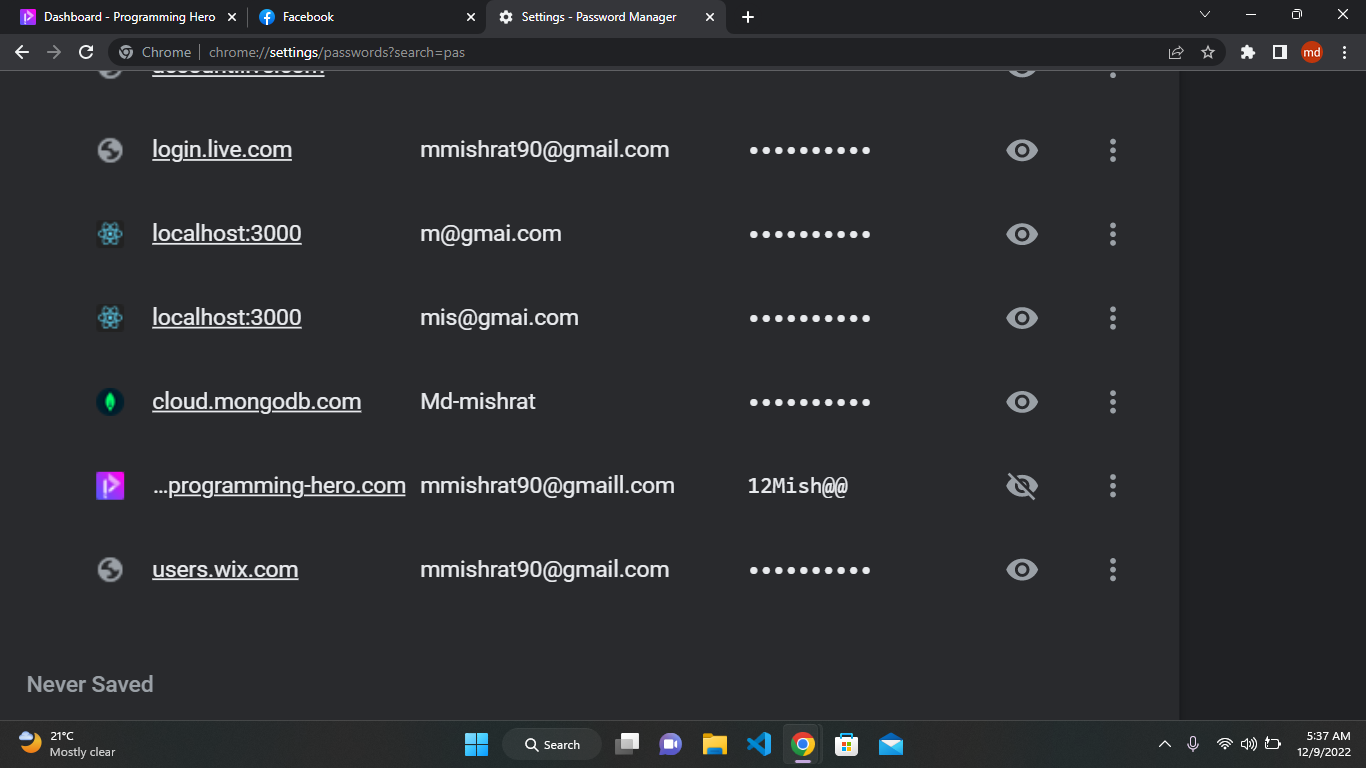 Dashboard - Programming Hero
Facebook
Settings - Password Manager
Chrome | chrome://settings/passwords?search=pas
md
login.live.com mmishrat90@gmail.com ••••••••••
localhost:3000 m@gmai.com ••••••••••
localhost:3000 mis@gmai.com ••••••••••
cloud.mongodb.com Md-mishrat ••••••••••
…programming-hero.com mmishrat90@gmaill.com 12Mish@@
users.wix.com mmishrat90@gmail.com ••••••••••
Never Saved
21°C
Mostly clear
Search
5:37 AM
12/9/2022